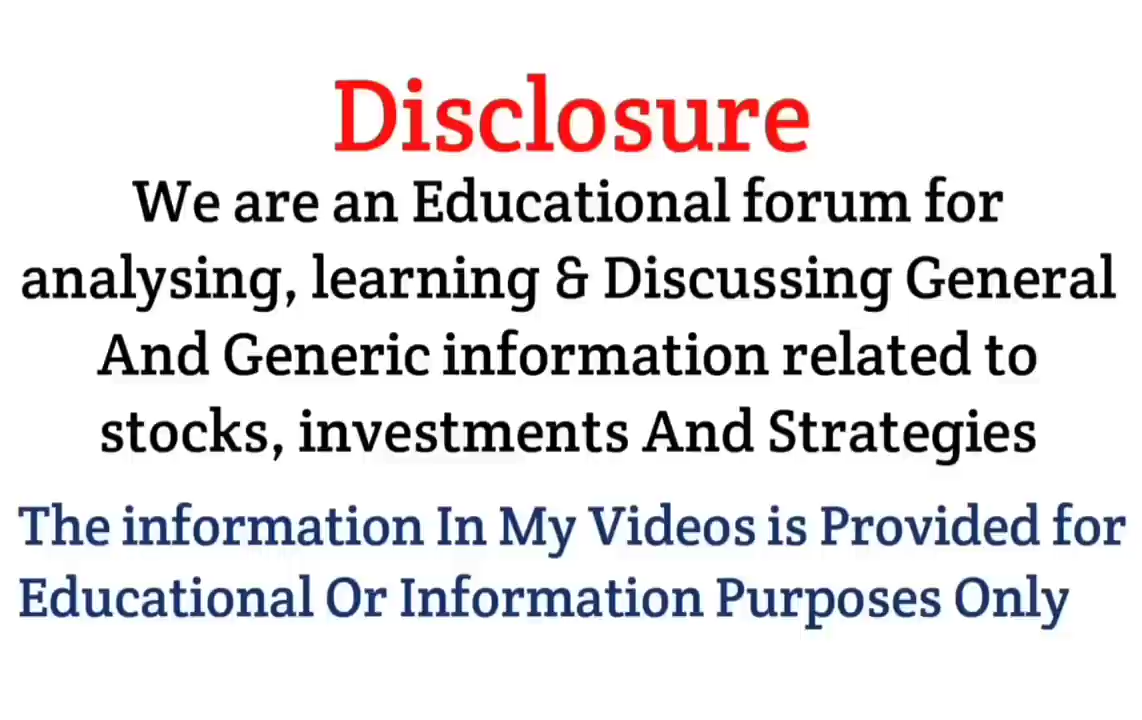 Disclosure
We are an Educational forum for
analysing, learning & Discussing General
And Generic information related to
stocks, investments And Strategies
The information In My Videos is Provided for
Educational Or Information Purposes Only